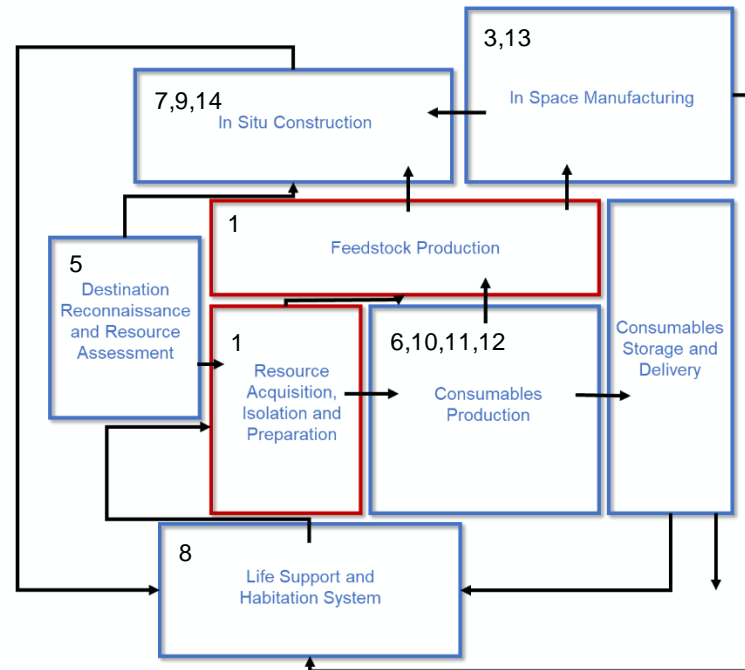 3,13
In Space Manufacturing
7,9,14
In Situ Construction
1
Feedstock Production
5
Destination
Reconnaissance
and Resource
Assessment
1
Resource
Acquisition,
Isolation and
Preparation
6,10,11,12
Consumables
Production
Consumables
Storage and
Delivery
8
Life Support and
Habitation System